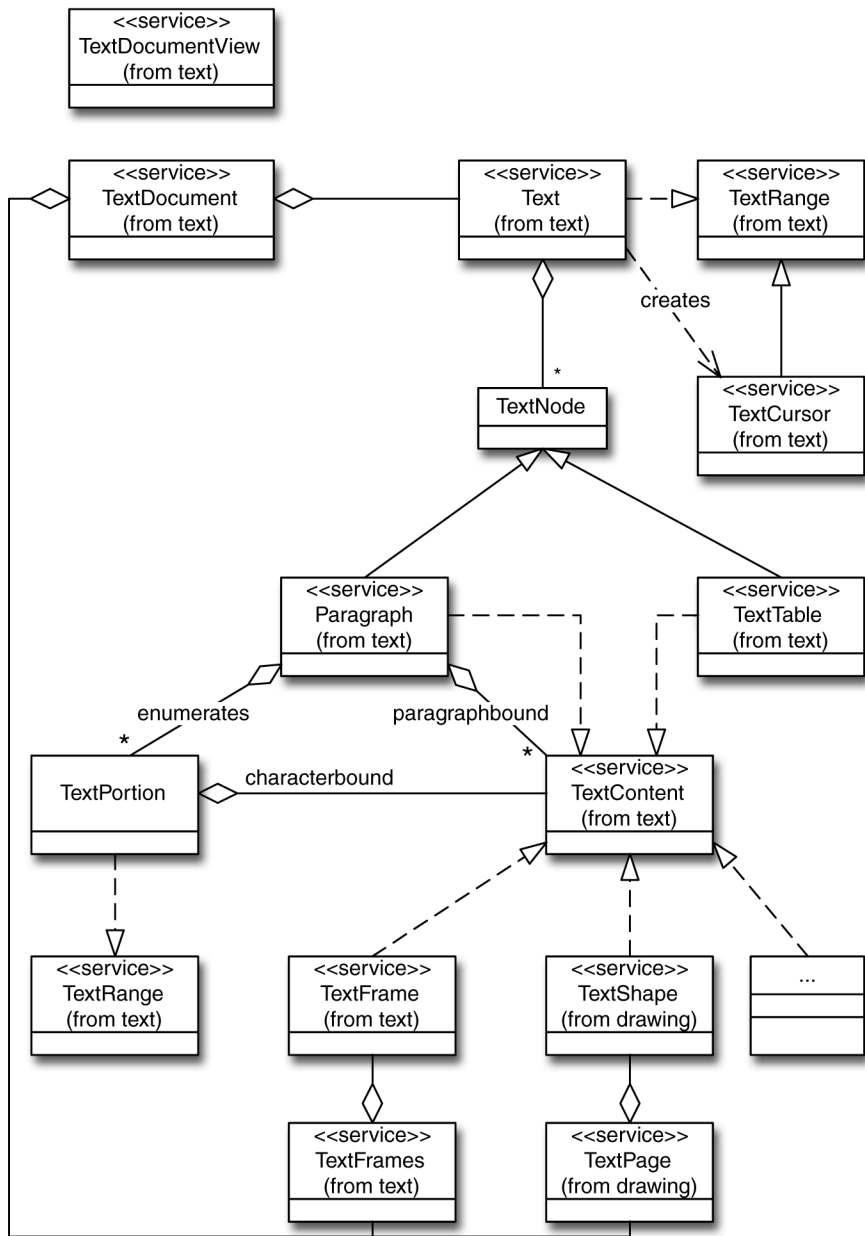 <<service>>
TextDocumentView
(from text)
<<service>>
TextDocument
(from text)
<<service>>
Text
(from text)
<<service>>
TextRange
(from text)
creates
*
TextNode
<<service>>
TextCursor
(from text)
<<service>>
Paragraph
(from text)
<<service>>
TextTable
(from text)
enumerates
*
paragraphbound
*
TextPortion
characterbound
<<service>>
TextContent
(from text)
<<service>>
TextRange
(from text)
<<service>>
TextFrame
(from text)
<<service>>
TextShape
(from drawing)
...
<<service>>
TextFrames
(from text)
<<service>>
TextPage
(from drawing)